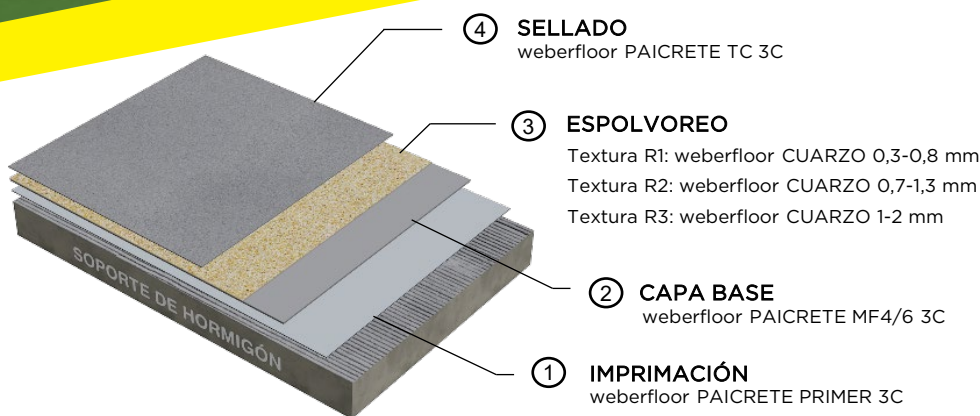 4 SELLADO
weberfloor PAICRETE TC 3C
3 ESPOLVOREO
Textura R1: weberfloor CUARZO 0,3-0,8 mm
Textura R2: weberfloor CUARZO 0,7-1,3 mm
Textura R3: weberfloor CUARZO 1-2 mm
2 CAPA BASE
weberfloor PAICRETE MF4/6 3C
1 IMPRIMACIÓN
weberfloor PAICRETE PRIMER 3C
SOPORTE DE HORMIGÓN